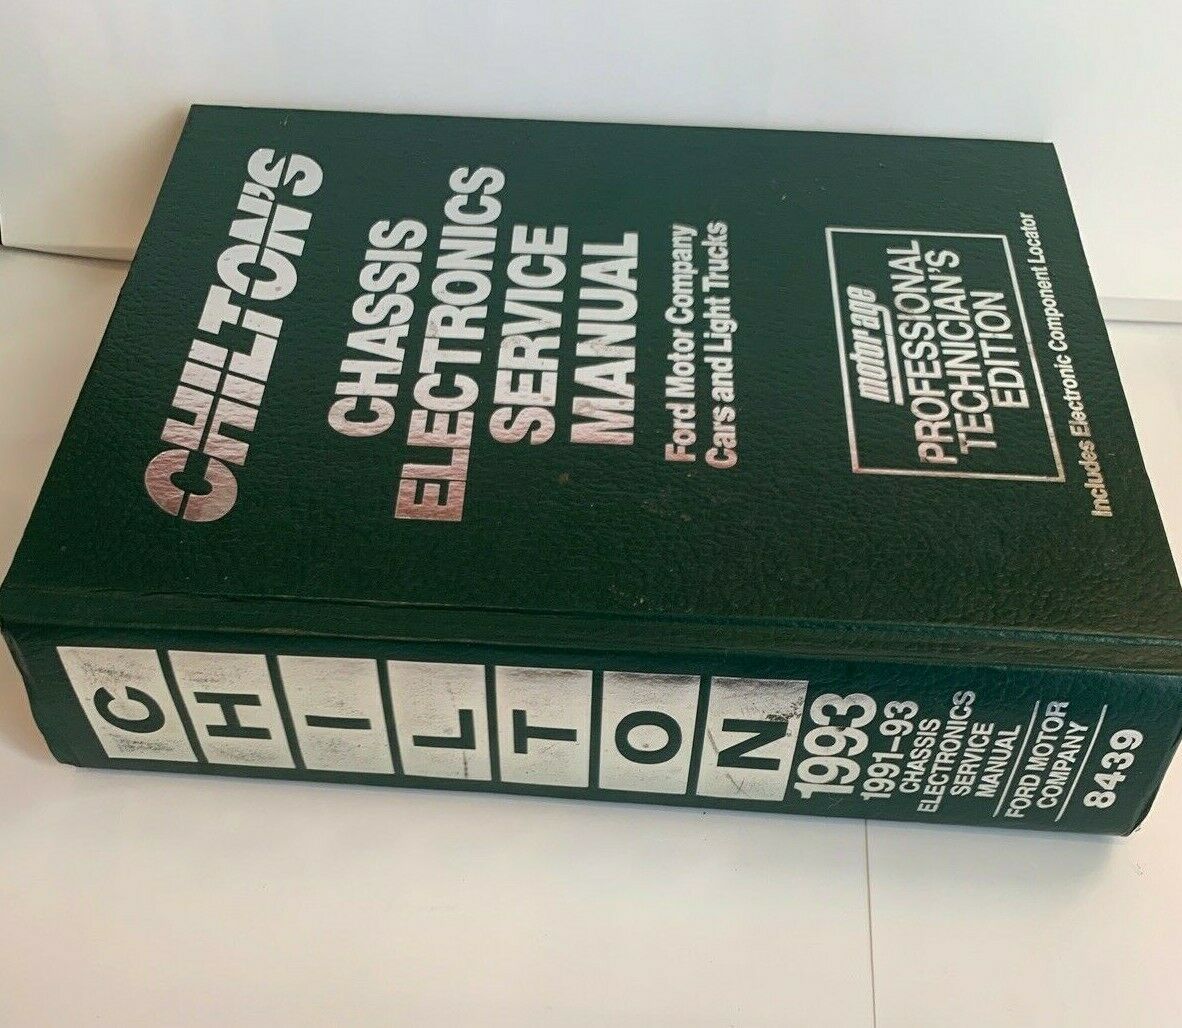 CHILTON'S
CHASSIS
ELECTRONICS
SERVICE
MANUAL
Ford Motor Company
Cars and Light Trucks
motor age
PROFESSIONAL
TECHNICIAN'S
EDITION
Includes Electronic Component Locator
CHILTON
1993
1991-93
CHASSIS
ELECTRONICS
SERVICE
MANUAL
FORD MOTOR
COMPANY
8439